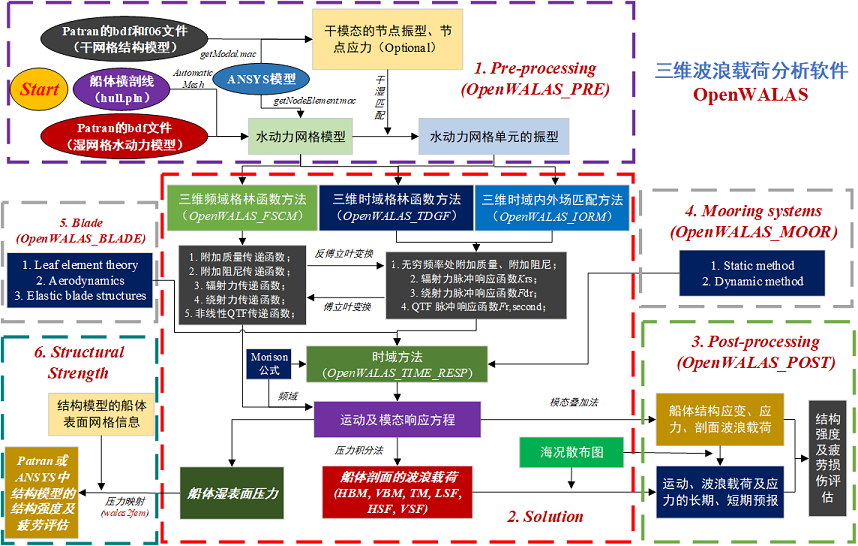 三维波浪载荷分析软件
OpenWALAS
1. Pre-processing
(OpenWALAS_PRE)
Start
Patran的bdf和f06文件
（干网格结构模型）
船体横剖线
（hull.pln）
Patran的bdf文件
（湿网格水动力模型）
getModal.mac
Automatic
Mesh
ANSYS模型
getNodeElement.mac
干模态的节点振型、节
点应力（Optional）
干湿匹配
水动力网格模型
水动力网格单元的振型
三维频域格林函数方法
(OpenWALAS_FSCM)
三维时域格林函数方法
(OpenWALAS_TDGF)
三维时域内外场匹配方法
(OpenWALAS_IORM)
1. 附加质量传递函数；
2. 附加阻尼传递函数；
3. 辐射力传递函数；
4. 绕射力传递函数；
5. 非线性QTF传递函数；
反傅立叶变换
傅立叶变换
1. 无穷频率处附加质量、附加阻尼；
2. 辐射力脉冲响应函数Krs；
3. 绕射力脉冲响应函数Fdr；
4. QTF 脉冲响应函数Fr,second；
5. Blade
(OpenWALAS_BLADE)
1. Leaf element theory
2. Aerodynamics
3. Elastic blade structures
4. Mooring systems
(OpenWALAS_MOOR)
1. Static method
2. Dynamic method
Morison
公式
时域方法
(OpenWALAS_TIME_RESP)
频域
运动及模态响应方程
模态叠加法
压力积分法
船体湿表面压力
船体剖面的波浪载荷
(HBM, VBM, TM, LSF,
HSF, VSF)
海况散布图
2. Solution
3. Post-processing
(OpenWALAS_POST)
船体结构应变、应
力、剖面波浪载荷
运动、波浪载荷及应
力的长期、短期预报
结构强度及疲劳损伤评估
6. Structural
Strength
结构模型的船体
表面网格信息
Patran或
ANSYS中
结构模型的
结构强度及
疲劳评估
压力映射
(walcs2fem)